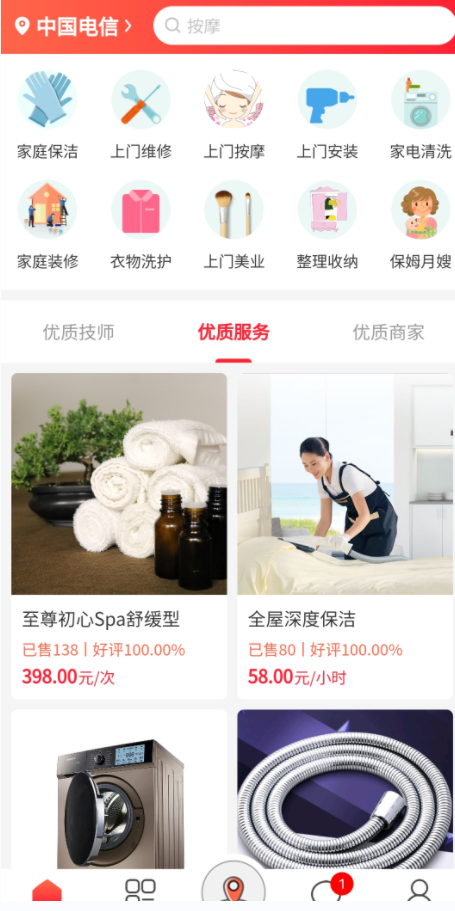 中国电信
按摩
家庭保洁 上门维修 上门按摩 上门安装 家电清洗
家庭装修 衣物洗护 上门美业 整理收纳 保姆月嫂
优质技师 优质服务 优质商家
至尊初心Spa舒缓型
已售138丨好评100.00%
398.00元/次
全屋深度保洁
已售80丨好评100.00%
58.00元/小时
1